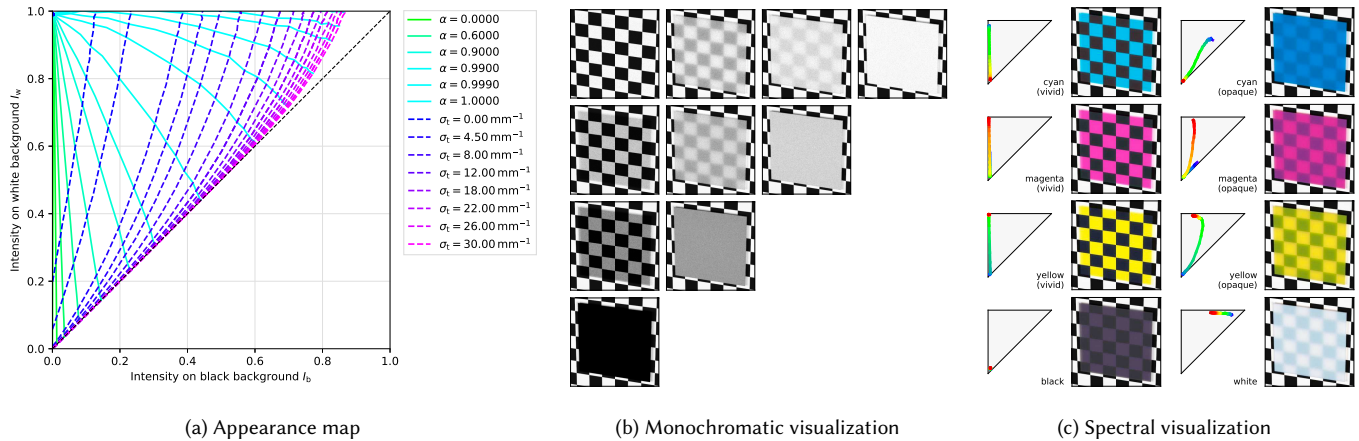 1.0
0.8
0.6
0.4
0.2
0.0
0.0 0.2 0.4 0.6 0.8 1.0
Intensity on white background I_w
Intensity on black background I_b
α = 0.0000
α = 0.6000
α = 0.9000
α = 0.9900
α = 0.9990
α = 1.0000
σ_t = 0.00 mm⁻¹
σ_t = 4.50 mm⁻¹
σ_t = 8.00 mm⁻¹
σ_t = 12.00 mm⁻¹
σ_t = 18.00 mm⁻¹
σ_t = 22.00 mm⁻¹
σ_t = 26.00 mm⁻¹
σ_t = 30.00 mm⁻¹
cyan
(vivid)
cyan
(opaque)
magenta
(vivid)
magenta
(opaque)
yellow
(vivid)
yellow
(opaque)
black
white
(a) Appearance map
(b) Monochromatic visualization
(c) Spectral visualization